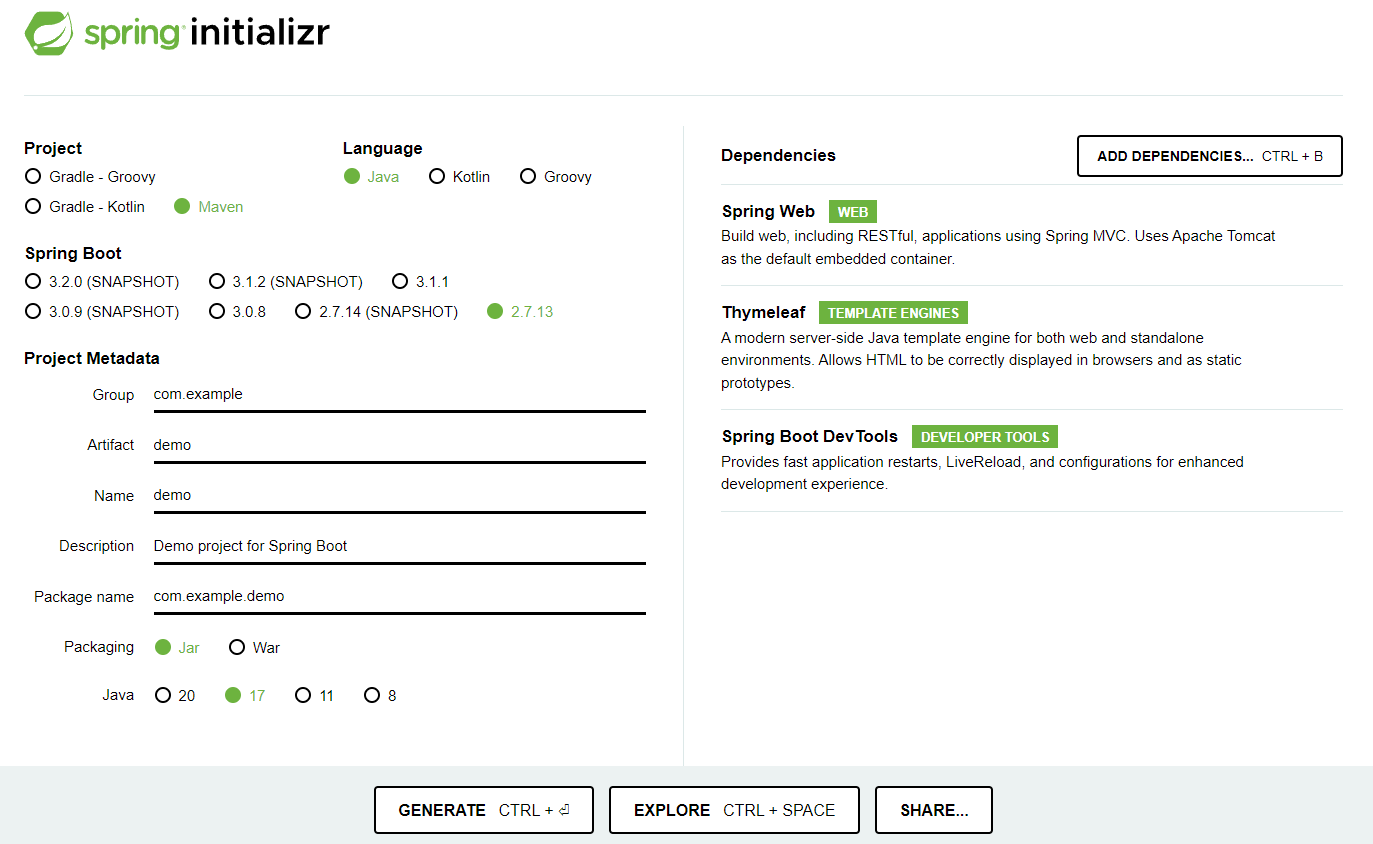 spring initializr
Project
Gradle - Groovy
Gradle - Kotlin Maven
Language
Java Kotlin Groovy
Spring Boot
3.2.0 (SNAPSHOT) 3.1.2 (SNAPSHOT) 3.1.1
3.0.9 (SNAPSHOT) 3.0.8 2.7.14 (SNAPSHOT) 2.7.13
Project Metadata
Group com.example
Artifact demo
Name demo
Description Demo project for Spring Boot
Package name com.example.demo
Packaging Jar War
Java 20 17 11 8
Dependencies ADD DEPENDENCIES... CTRL + B
Spring Web WEB
Build web, including RESTful, applications using Spring MVC. Uses Apache Tomcat
as the default embedded container.
Thymeleaf TEMPLATE ENGINES
A modern server-side Java template engine for both web and standalone
environments. Allows HTML to be correctly displayed in browsers and as static
prototypes.
Spring Boot DevTools DEVELOPER TOOLS
Provides fast application restarts, LiveReload, and configurations for enhanced
development experience.
GENERATE CTRL + ⏎ EXPLORE CTRL + SPACE SHARE...